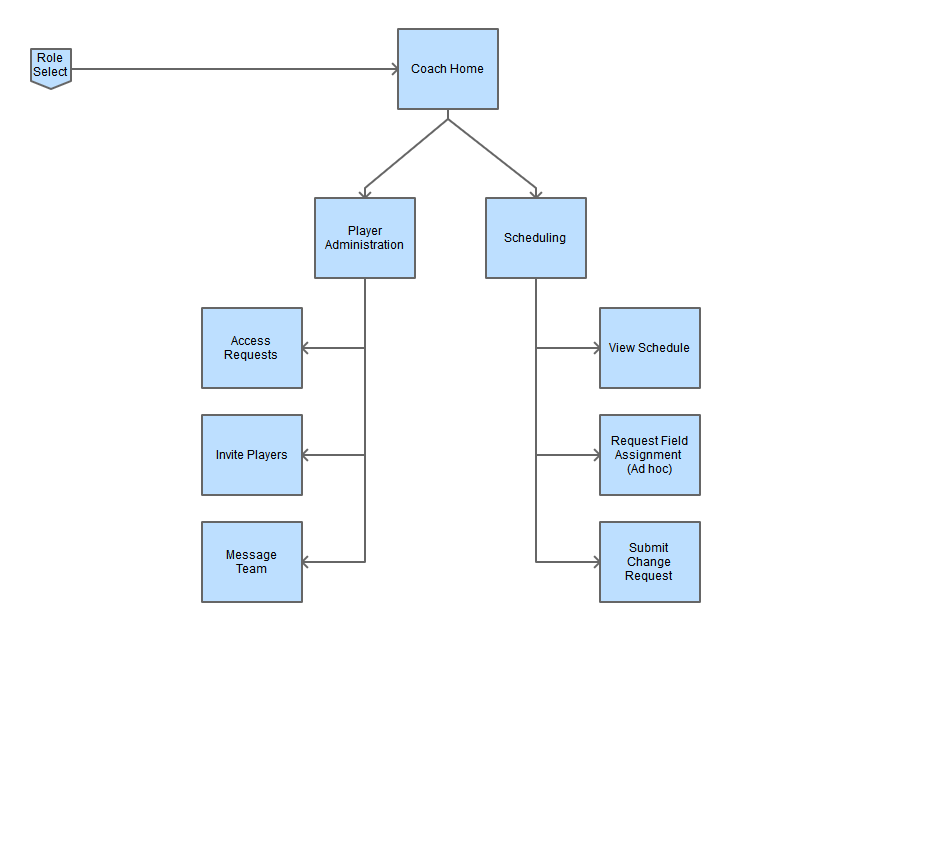 Role
Select
Coach Home
Player
Administration
Scheduling
Access
Requests
View Schedule
Invite Players
Request Field
Assignment
(Ad hoc)
Message
Team
Submit
Change
Request